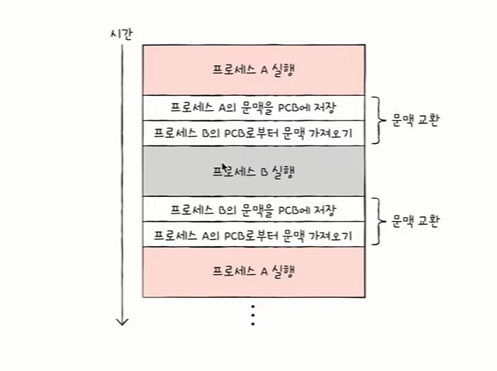 시간
프로세스 A 실행
프로세스 A의 문맥을 PCB에 저장
프로세스 B의 PCB로부터 문맥 가져오기
문맥 교환
프로세스 B 실행
프로세스 B의 문맥을 PCB에 저장
프로세스 A의 PCB로부터 문맥 가져오기
문맥 교환
프로세스 A 실행